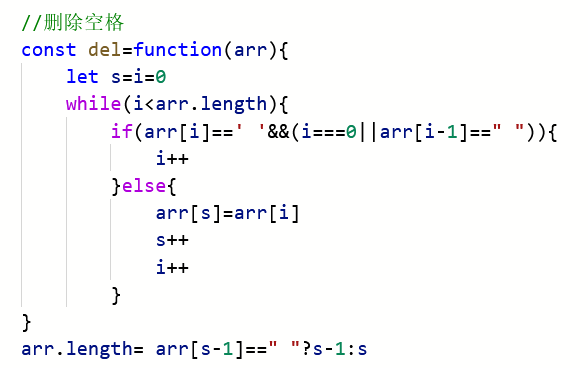 //删除空格
const del=function(arr){
let s=i=0
while(i<arr.length){
if(arr[i]==' '&&(i===0||arr[i-1]==" ")){
i++
}else{
arr[s]=arr[i]
s++
i++
}
}
arr.length= arr[s-1]==" "?s-1:s